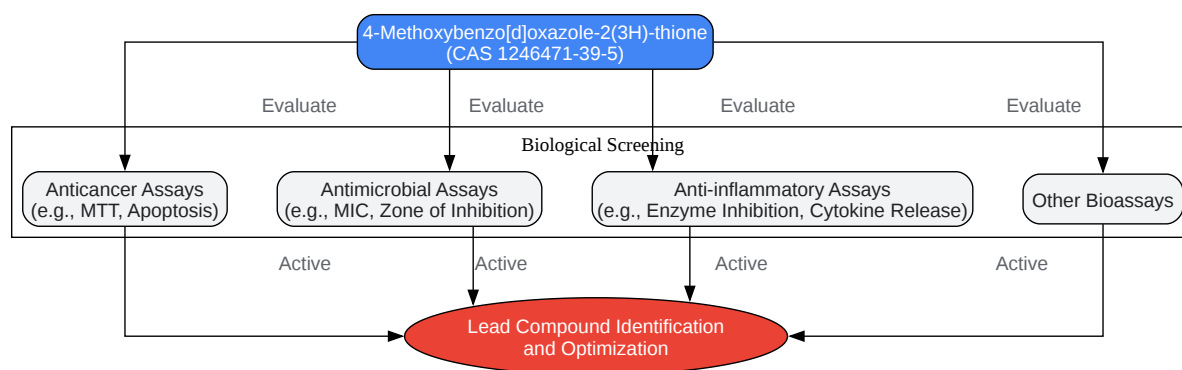 4-Methoxybenzo[d]oxazole-2(3H)-thione
(CAS 1246471-39-5)
Evaluate
Evaluate
Evaluate
Evaluate
Biological Screening
Anticancer Assays
(e.g., MTT, Apoptosis)
Antimicrobial Assays
(e.g., MIC, Zone of Inhibition)
Anti-inflammatory Assays
(e.g., Enzyme Inhibition, Cytokine Release)
Other Bioassays
Active
Active
Active
Active
Lead Compound Identification
and Optimization